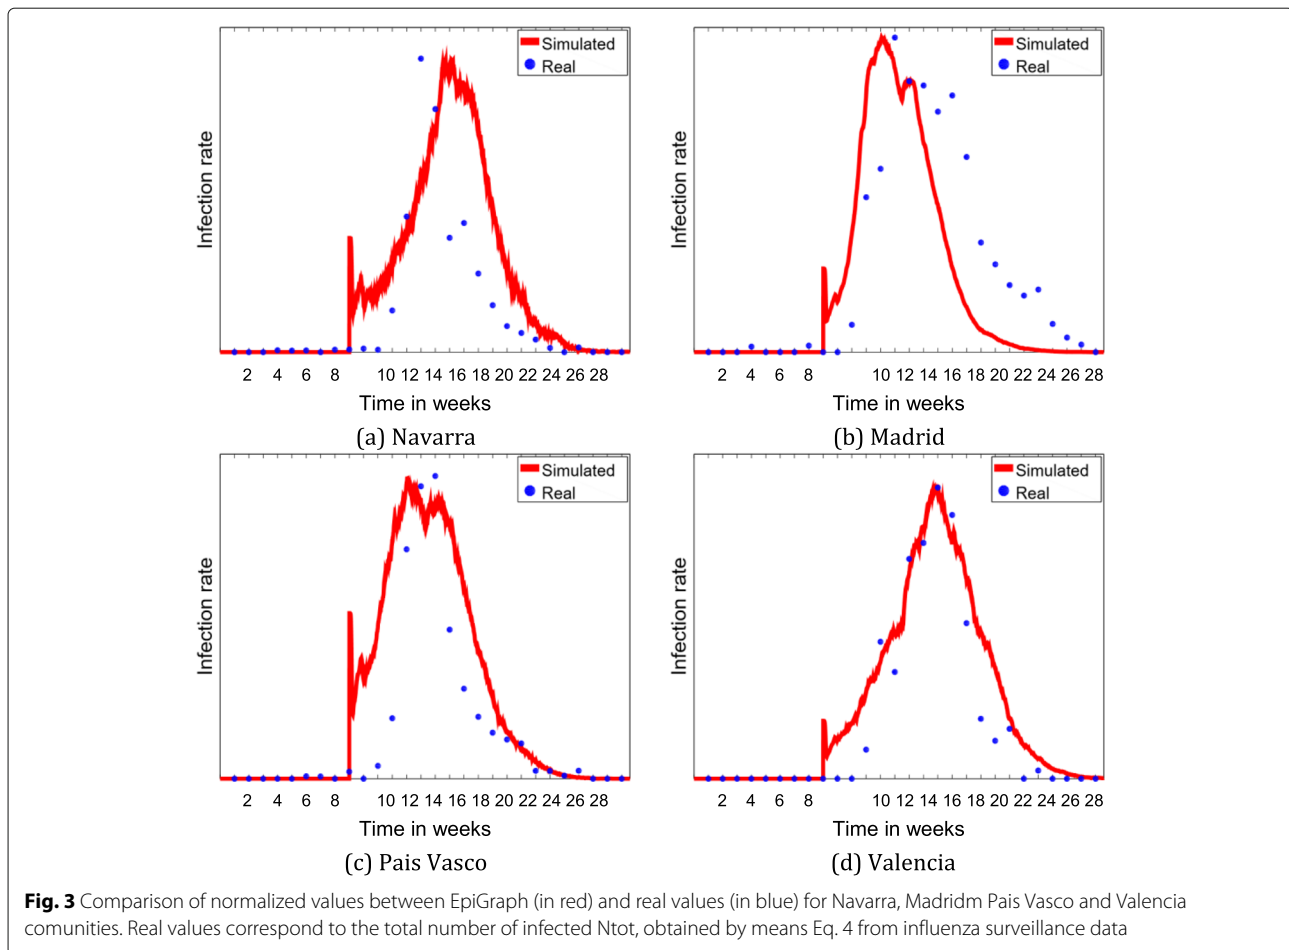 Simulated
Real
Infection rate
2 4 6 8 10 12 14 16 18 20 22 24 26 28
Time in weeks
(a) Navarra
Simulated
Real
Infection rate
2 4 6 8 10 12 14 16 18 20 22 24 26 28
Time in weeks
(b) Madrid
Simulated
Real
Infection rate
2 4 6 8 10 12 14 16 18 20 22 24 26 28
Time in weeks
(c) Pais Vasco
Simulated
Real
Infection rate
2 4 6 8 10 12 14 16 18 20 22 24 26 28
Time in weeks
(d) Valencia
Fig. 3 Comparison of normalized values between EpiGraph (in red) and real values (in blue) for Navarra, Madridm Pais Vasco and Valencia
comunities. Real values correspond to the total number of infected Ntot, obtained by means Eq. 4 from influenza surveillance data